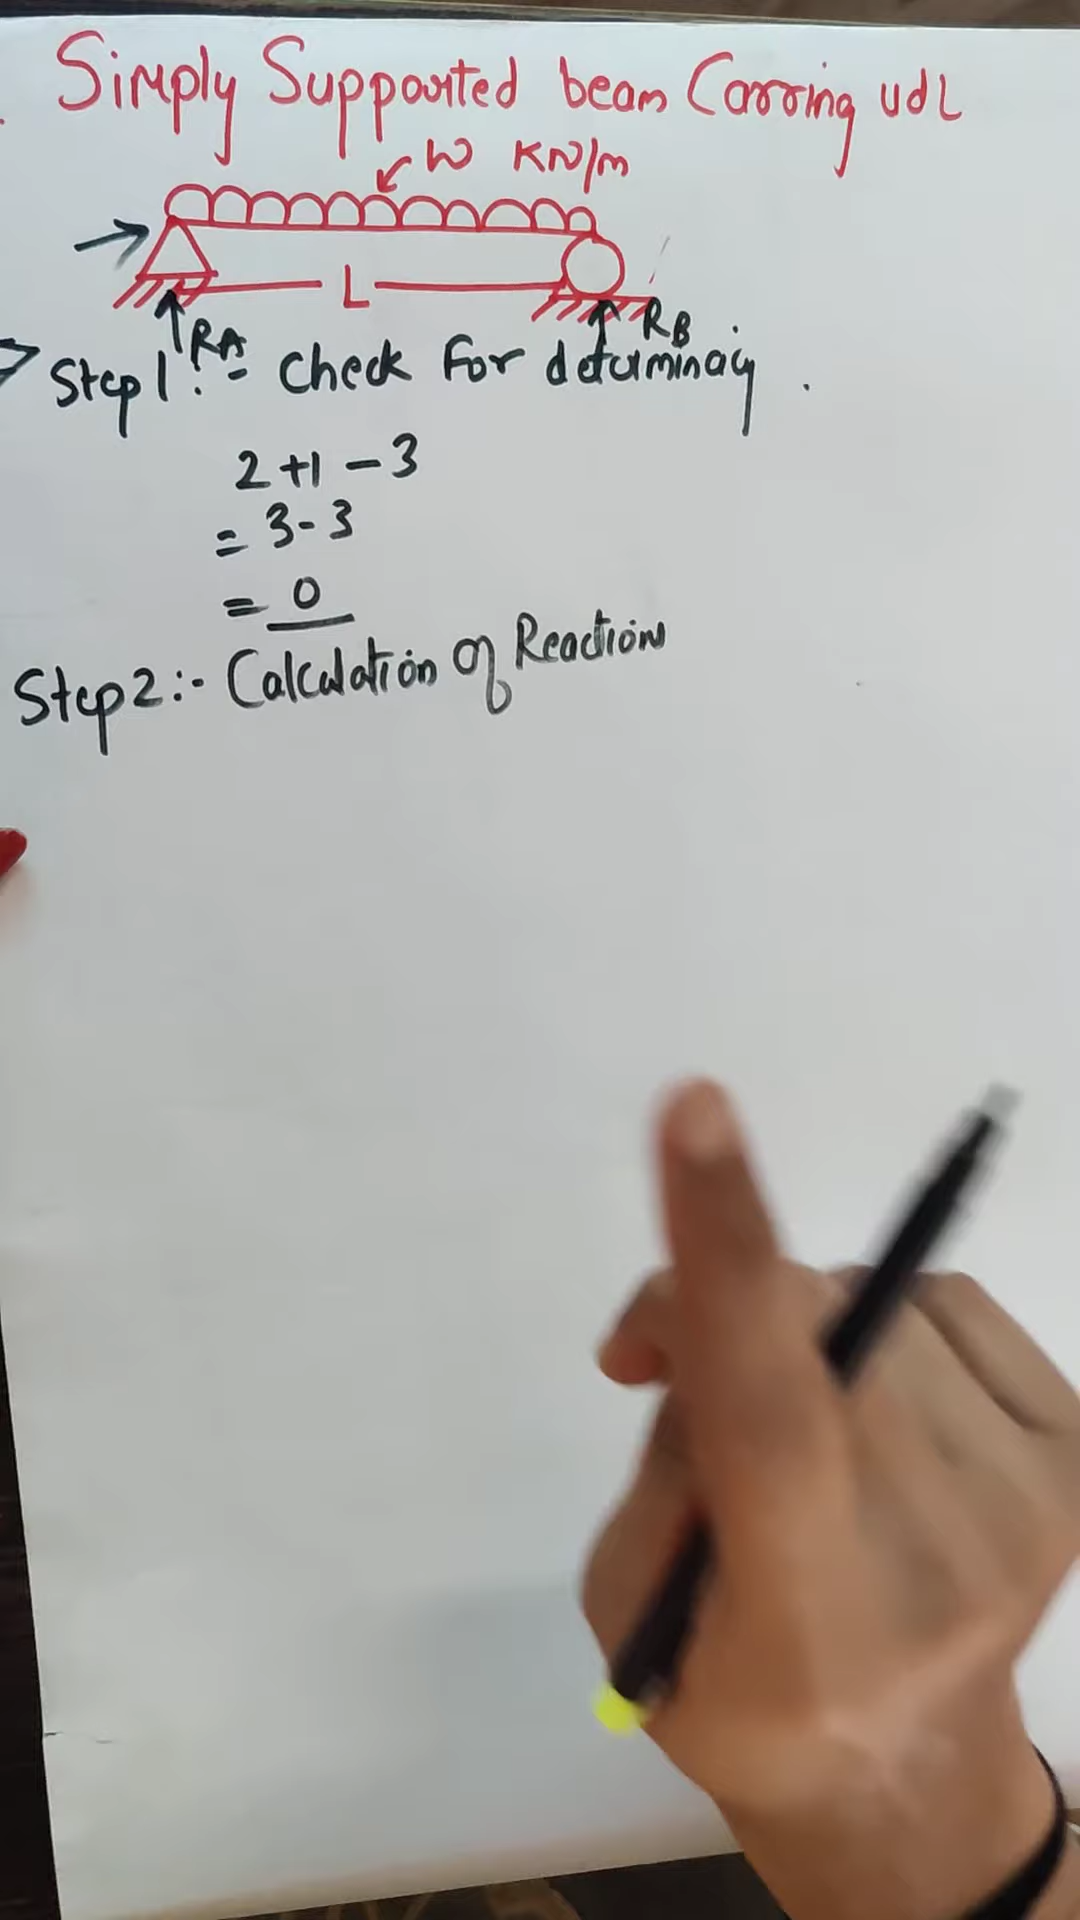 Simply Supported beam Carring udl
W KN/m
L
RA
RB
Step 1:- Check For determinacy.
2+1-3
= 3-3
= 0
Step 2:- Calculation of Reactions